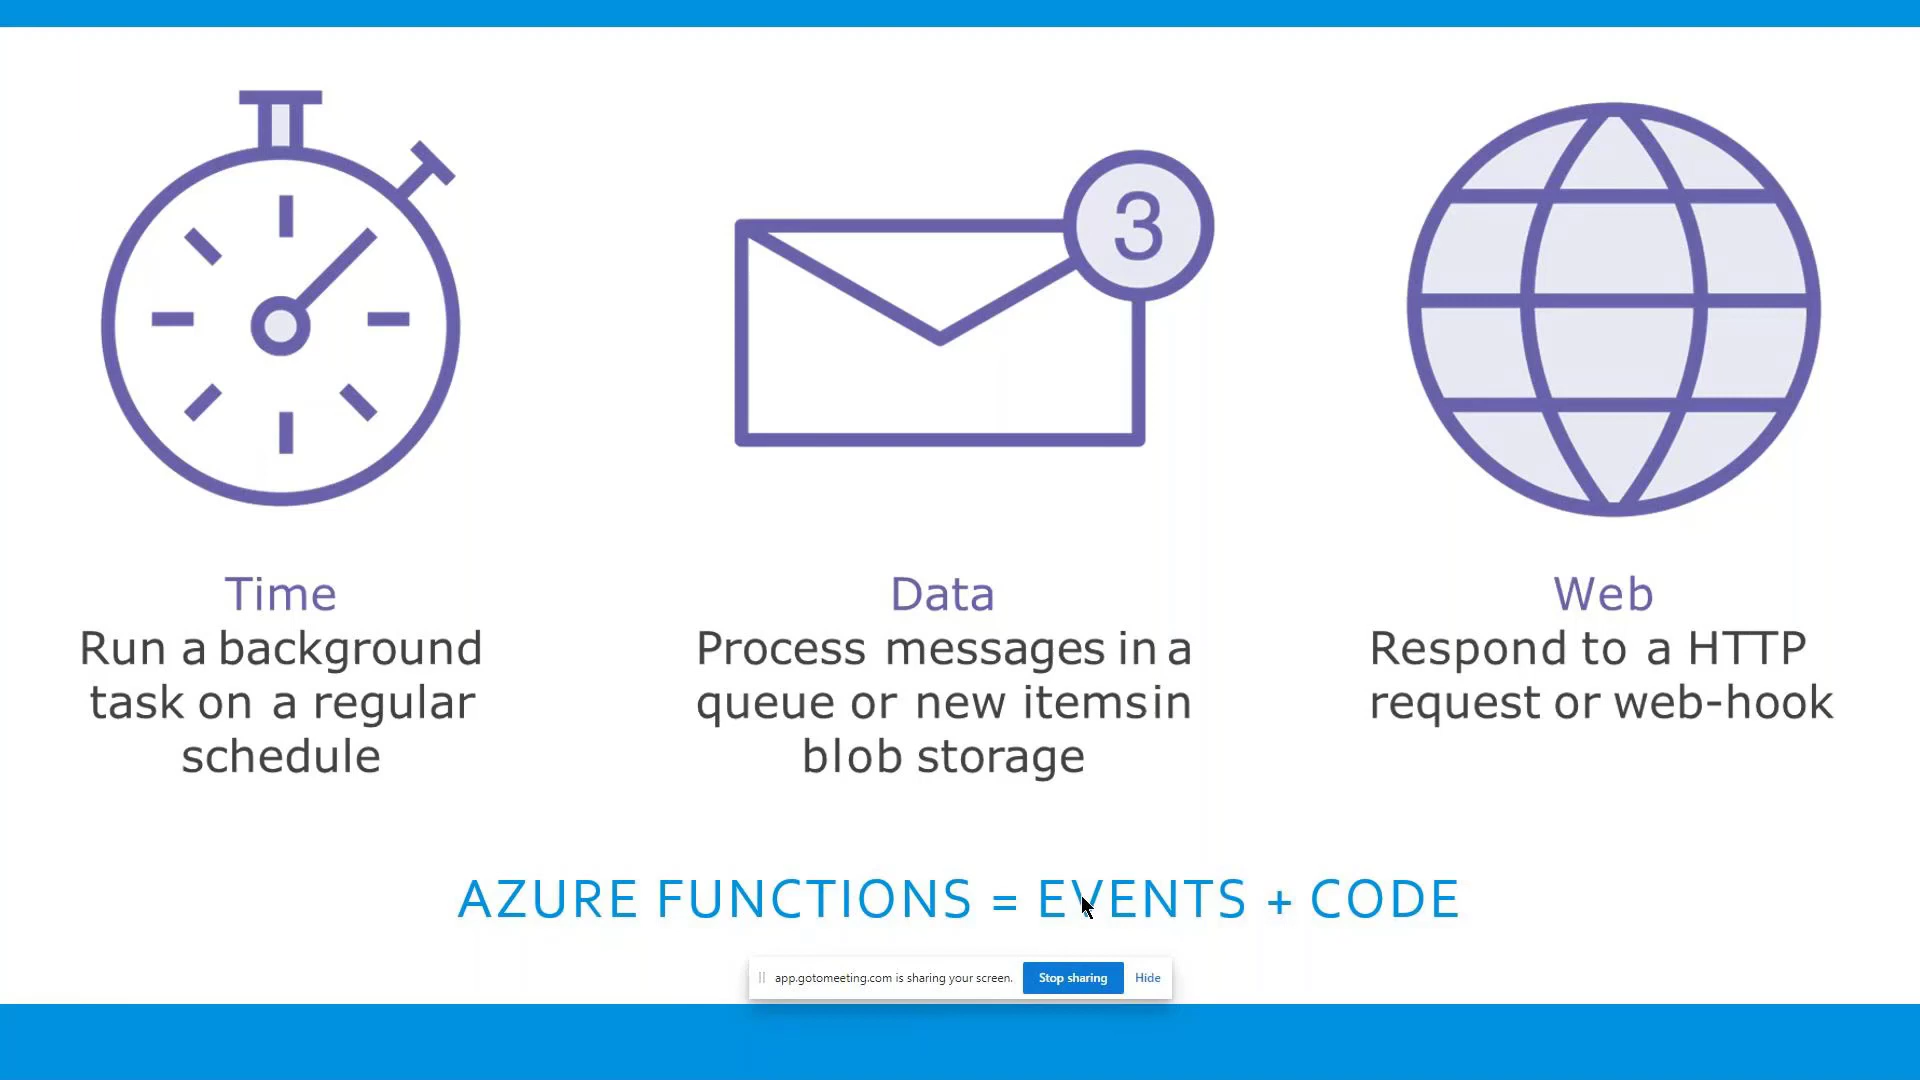 3
Time
Run a background
task on a regular
schedule
Data
Process messages in a
queue or new items in
blob storage
Web
Respond to a HTTP
request or web-hook
AZURE FUNCTIONS = EVENTS + CODE
app.gotomeeting.com is sharing your screen. Stop sharing Hide